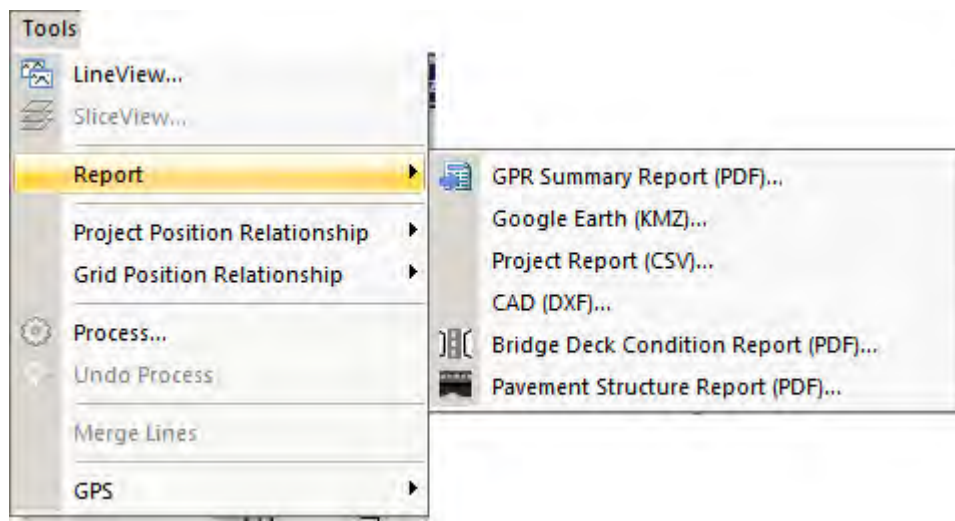 Tools
LineView...
SliceView...
Report
Project Position Relationship
Grid Position Relationship
Process...
Undo Process
Merge Lines
GPS
GPR Summary Report (PDF)...
Google Earth (KMZ)...
Project Report (CSV)...
CAD (DXF)...
Bridge Deck Condition Report (PDF)...
Pavement Structure Report (PDF)...